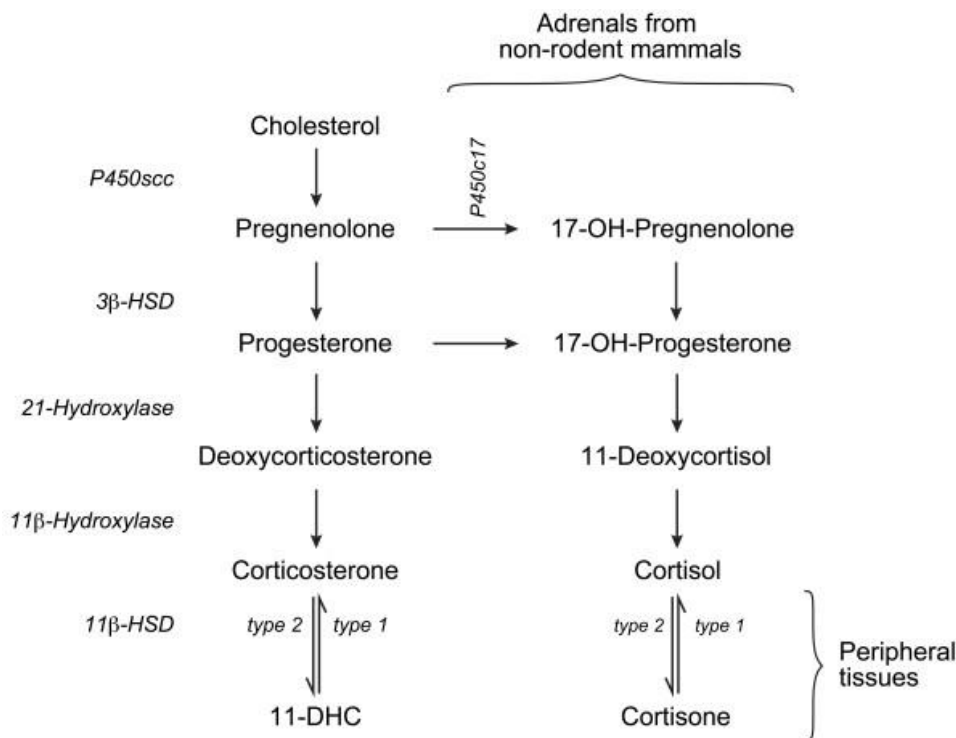 Adrenals from
non-rodent mammals
Cholesterol
P450scc
P450c17
Pregnenolone
17-OH-Pregnenolone
3β-HSD
Progesterone
17-OH-Progesterone
21-Hydroxylase
Deoxycorticosterone
11-Deoxycortisol
11β-Hydroxylase
Corticosterone
Cortisol
11β-HSD
type 2
type 1
type 2
type 1
Peripheral
tissues
11-DHC
Cortisone